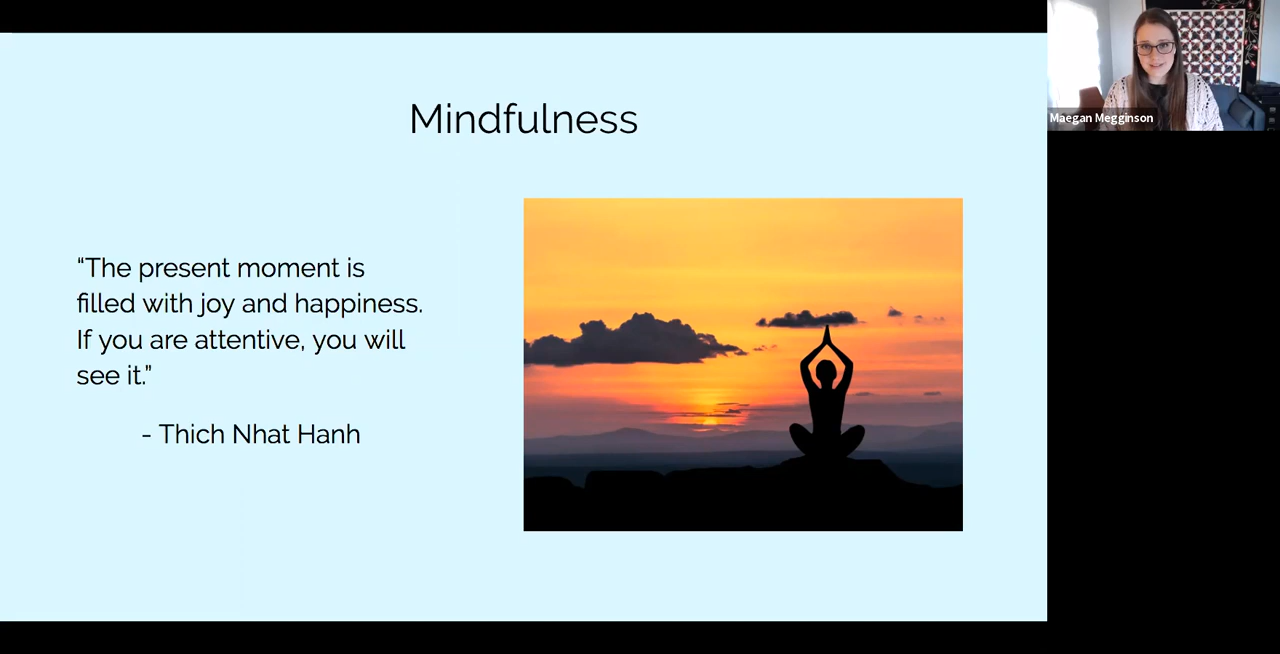 Mindfulness
“The present moment is
filled with joy and happiness.
If you are attentive, you will
see it.”
- Thich Nhat Hanh
Maegan Megginson